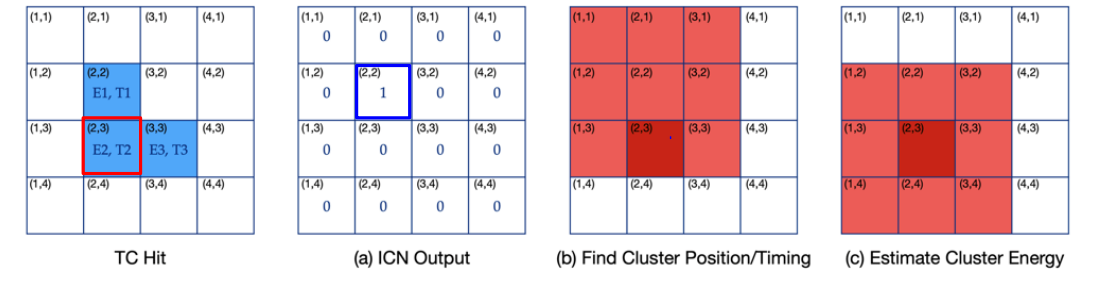 (1,1) (2,1) (3,1) (4,1)
(1,2) (2,2) (3,2) (4,2)
E1, T1
(1,3) (2,3) (3,3) (4,3)
E2, T2 E3, T3
(1,4) (2,4) (3,4) (4,4)
TC Hit
(1,1) (2,1) (3,1) (4,1)
0 0 0 0
(1,2) (2,2) (3,2) (4,2)
0 1 0 0
(1,3) (2,3) (3,3) (4,3)
0 0 0 0
(1,4) (2,4) (3,4) (4,4)
0 0 0 0
(a) ICN Output
(1,1) (2,1) (3,1) (4,1)
(1,2) (2,2) (3,2) (4,2)
(1,3) (2,3) (3,3) (4,3)
(1,4) (2,4) (3,4) (4,4)
(b) Find Cluster Position/Timing
(1,1) (2,1) (3,1) (4,1)
(1,2) (2,2) (3,2) (4,2)
(1,3) (2,3) (3,3) (4,3)
(1,4) (2,4) (3,4) (4,4)
(c) Estimate Cluster Energy